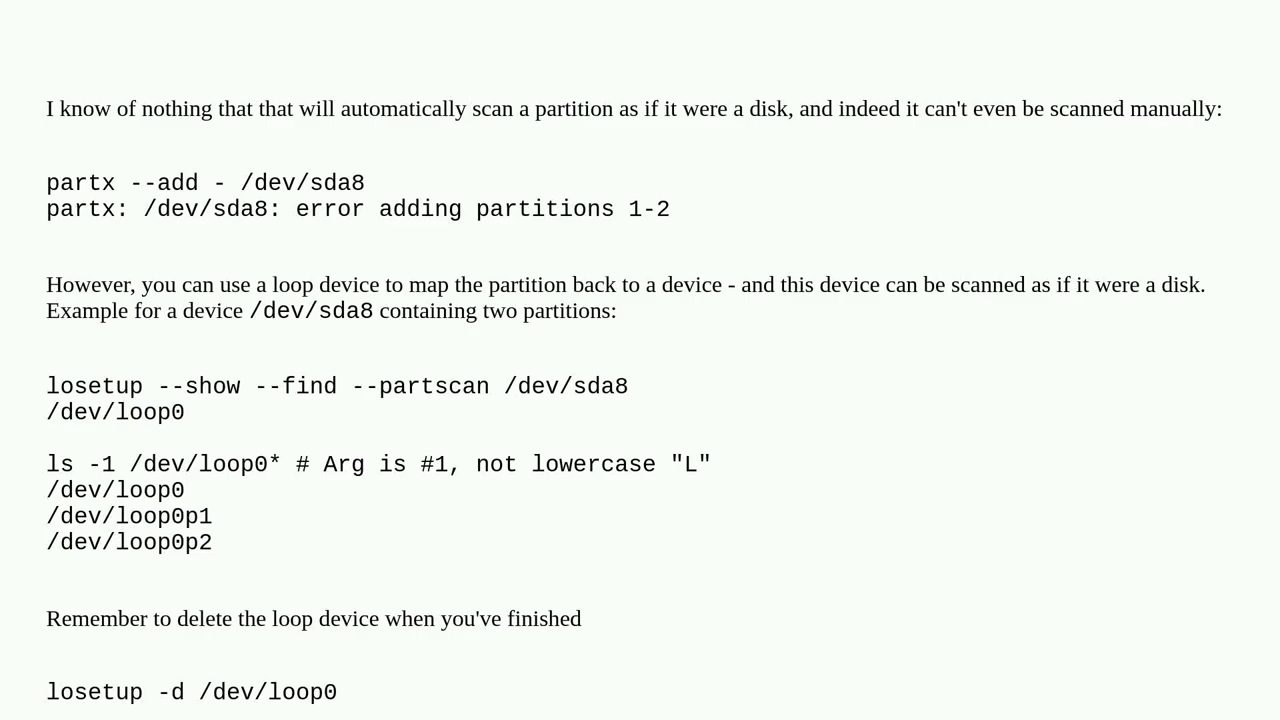 I know of nothing that that will automatically scan a partition as if it were a disk, and indeed it can't even be scanned manually:
partx --add - /dev/sda8
partx: /dev/sda8: error adding partitions 1-2
However, you can use a loop device to map the partition back to a device - and this device can be scanned as if it were a disk.
Example for a device /dev/sda8 containing two partitions:
losetup --show --find --partscan /dev/sda8
/dev/loop0
ls -1 /dev/loop0* # Arg is #1, not lowercase "L"
/dev/loop0
/dev/loop0p1
/dev/loop0p2
Remember to delete the loop device when you've finished
losetup -d /dev/loop0